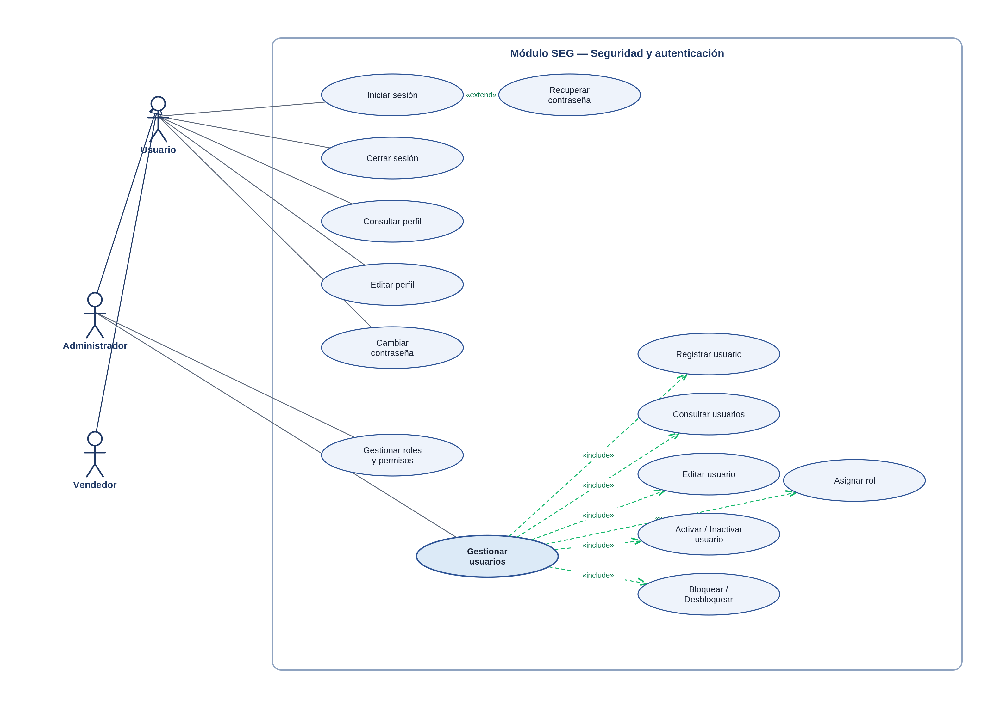 Módulo SEG — Seguridad y autenticación
Iniciar sesión
«extend»
Recuperar
contraseña
Usuario
Cerrar sesión
Consultar perfil
Editar perfil
Administrador
Cambiar
contraseña
Registrar usuario
Consultar usuarios
Gestionar roles
y permisos
«include»
Editar usuario
Asignar rol
Vendedor
«include»
«include»
Activar / Inactivar
usuario
«include»
Gestionar
usuarios
«include»
Bloquear /
Desbloquear